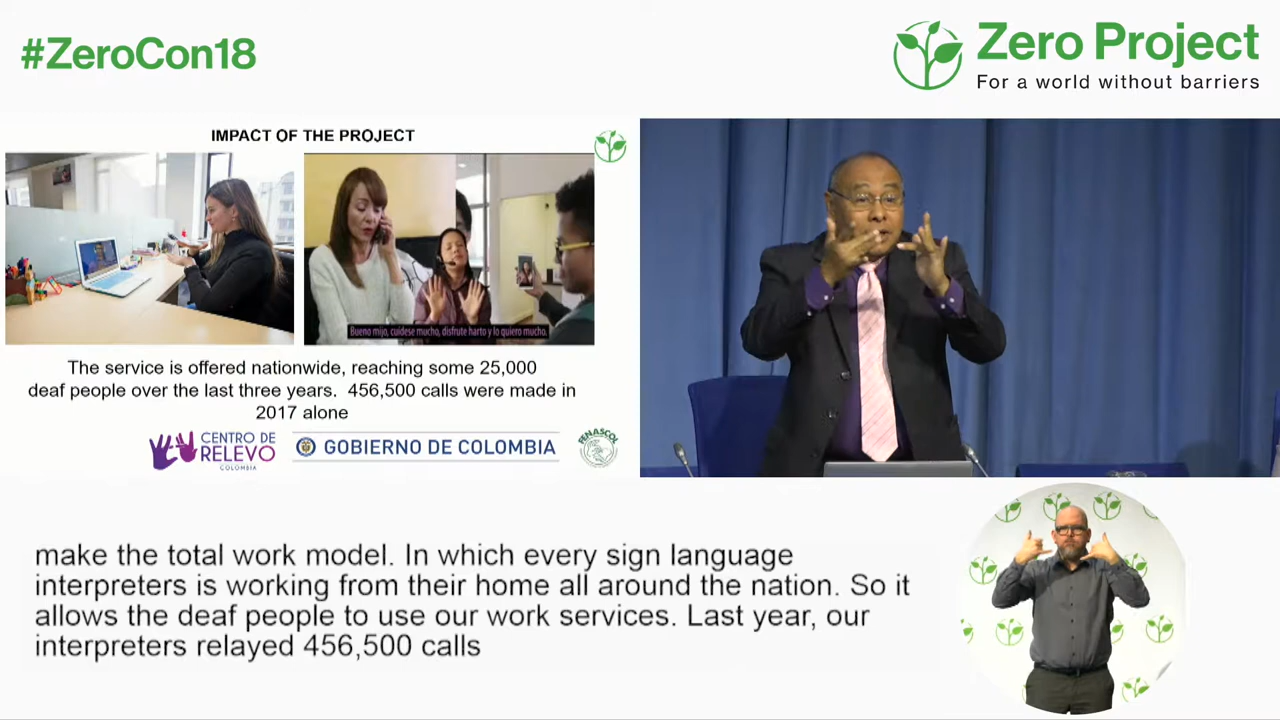 #ZeroCon18
Zero Project
For a world without barriers
IMPACT OF THE PROJECT
Bueno mijo, cuídese mucho, disfrute harto y lo quiero mucho.
The service is offered nationwide, reaching some 25,000
deaf people over the last three years. 456,500 calls were made in
2017 alone
CENTRO DE
RELEVO
COLOMBIA
GOBIERNO DE COLOMBIA
FENASCOL
make the total work model. In which every sign language
interpreters is working from their home all around the nation. So it
allows the deaf people to use our work services. Last year, our
interpreters relayed 456,500 calls